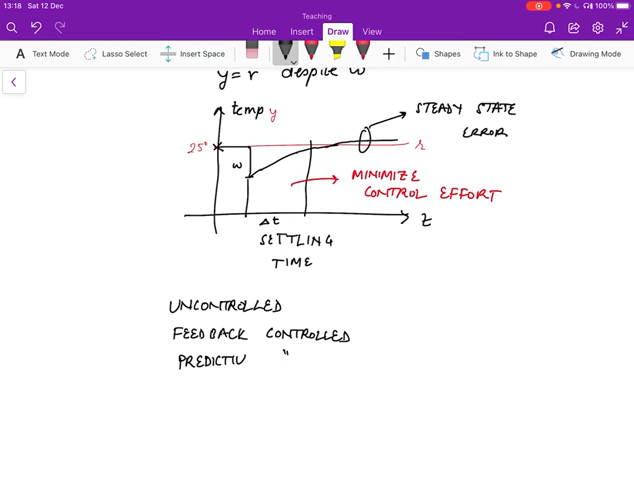 13:18 Sat 12 Dec
100%
Teaching
Home Insert Draw View
Text Mode Lasso Select Insert Space Shapes Ink to Shape Drawing Mode
y = r despite w
temp y
STEADY STATE
ERROR
25°
r
w
MINIMIZE
CONTROL EFFORT
Δt
t
SETTLING
TIME
UNCONTROLLED
FEEDBACK CONTROLLED
PREDICTIV "